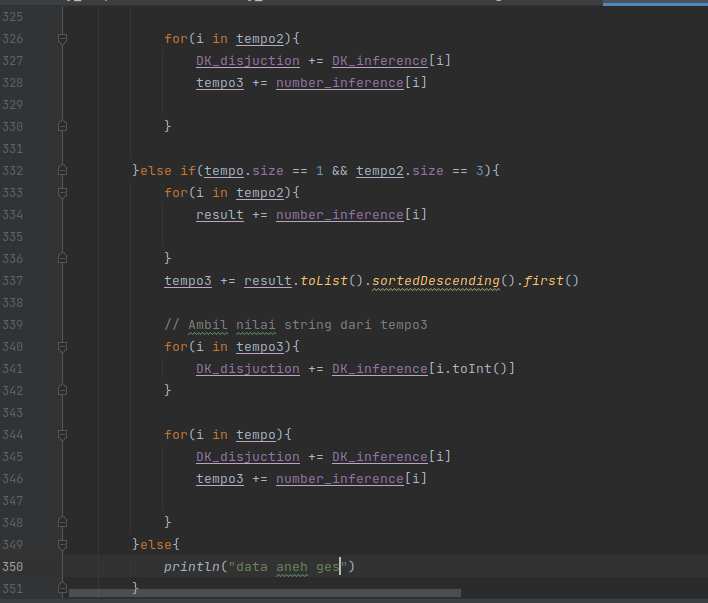 325
326 for(i in tempo2){
327 DK_disjuction += DK_inference[i]
328 tempo3 += number_inference[i]
329
330 }
331
332 }else if(tempo.size == 1 && tempo2.size == 3){
333 for(i in tempo2){
334 result += number_inference[i]
335
336 }
337 tempo3 += result.toList().sortedDescending().first()
338
339 // Ambil nilai string dari tempo3
340 for(i in tempo3){
341 DK_disjuction += DK_inference[i.toInt()]
342 }
343
344 for(i in tempo){
345 DK_disjuction += DK_inference[i]
346 tempo3 += number_inference[i]
347
348 }
349 }else{
350 println("data aneh ges")
351 }